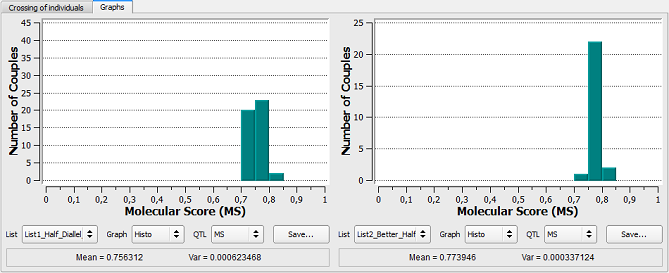 Crossing of individuals Graphs
Number of Couples
45
40
35
30
25
20
15
10
5
0
0 0,1 0,2 0,3 0,4 0,5 0,6 0,7 0,8 0,9 1
Molecular Score (MS)
List List1_Half_Diallel Graph Histo QTL MS Save...
Mean = 0.756312 Var = 0.000623468
Number of Couples
25
20
15
10
5
0
0 0,1 0,2 0,3 0,4 0,5 0,6 0,7 0,8 0,9 1
Molecular Score (MS)
List List2_Better_Half Graph Histo QTL MS Save...
Mean = 0.773946 Var = 0.000337124